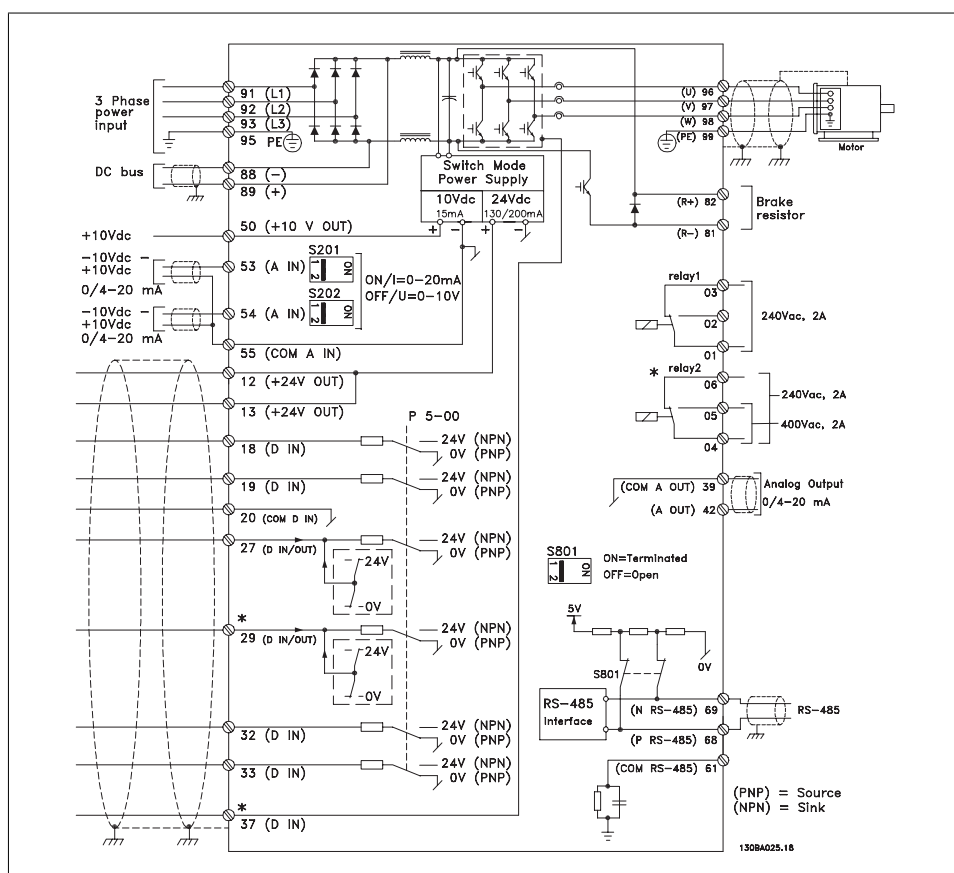 3 Phase
power
input
91 (L1)
92 (L2)
93 (L3)
95 PE
DC bus
88 (-)
89 (+)
Switch Mode
Power Supply
10Vdc
15mA
24Vdc
130/200mA
+ - + -
(U) 96
(V) 97
(W) 98
(PE) 99
Motor
(R+) 82
(R-) 81
Brake
resistor
+10Vdc
50 (+10 V OUT)
-10Vdc -
+10Vdc
0/4-20 mA
53 (A IN)
S201
1 2
ON
ON/I=0-20mA
OFF/U=0-10V
-10Vdc -
+10Vdc
0/4-20 mA
54 (A IN)
S202
1 2
ON
55 (COM A IN)
12 (+24V OUT)
13 (+24V OUT)
P 5-00
18 (D IN)
24V (NPN)
0V (PNP)
19 (D IN)
24V (NPN)
0V (PNP)
20 (COM D IN)
27 (D IN/OUT)
24V (NPN)
0V (PNP)
24V
0V
*
29 (D IN/OUT)
24V (NPN)
0V (PNP)
24V
0V
32 (D IN)
24V (NPN)
0V (PNP)
33 (D IN)
24V (NPN)
0V (PNP)
*
37 (D IN)
relay1
03
02
01
240Vac, 2A
* relay2
06
05
04
240Vac, 2A
400Vac, 2A
(COM A OUT) 39
(A OUT) 42
Analog Output
0/4-20 mA
S801
1 2
ON
ON=Terminated
OFF=Open
5V
S801
0V
RS-485
Interface
(N RS-485) 69
(P RS-485) 68
RS-485
(COM RS-485) 61
(PNP) = Source
(NPN) = Sink
130BA025.18